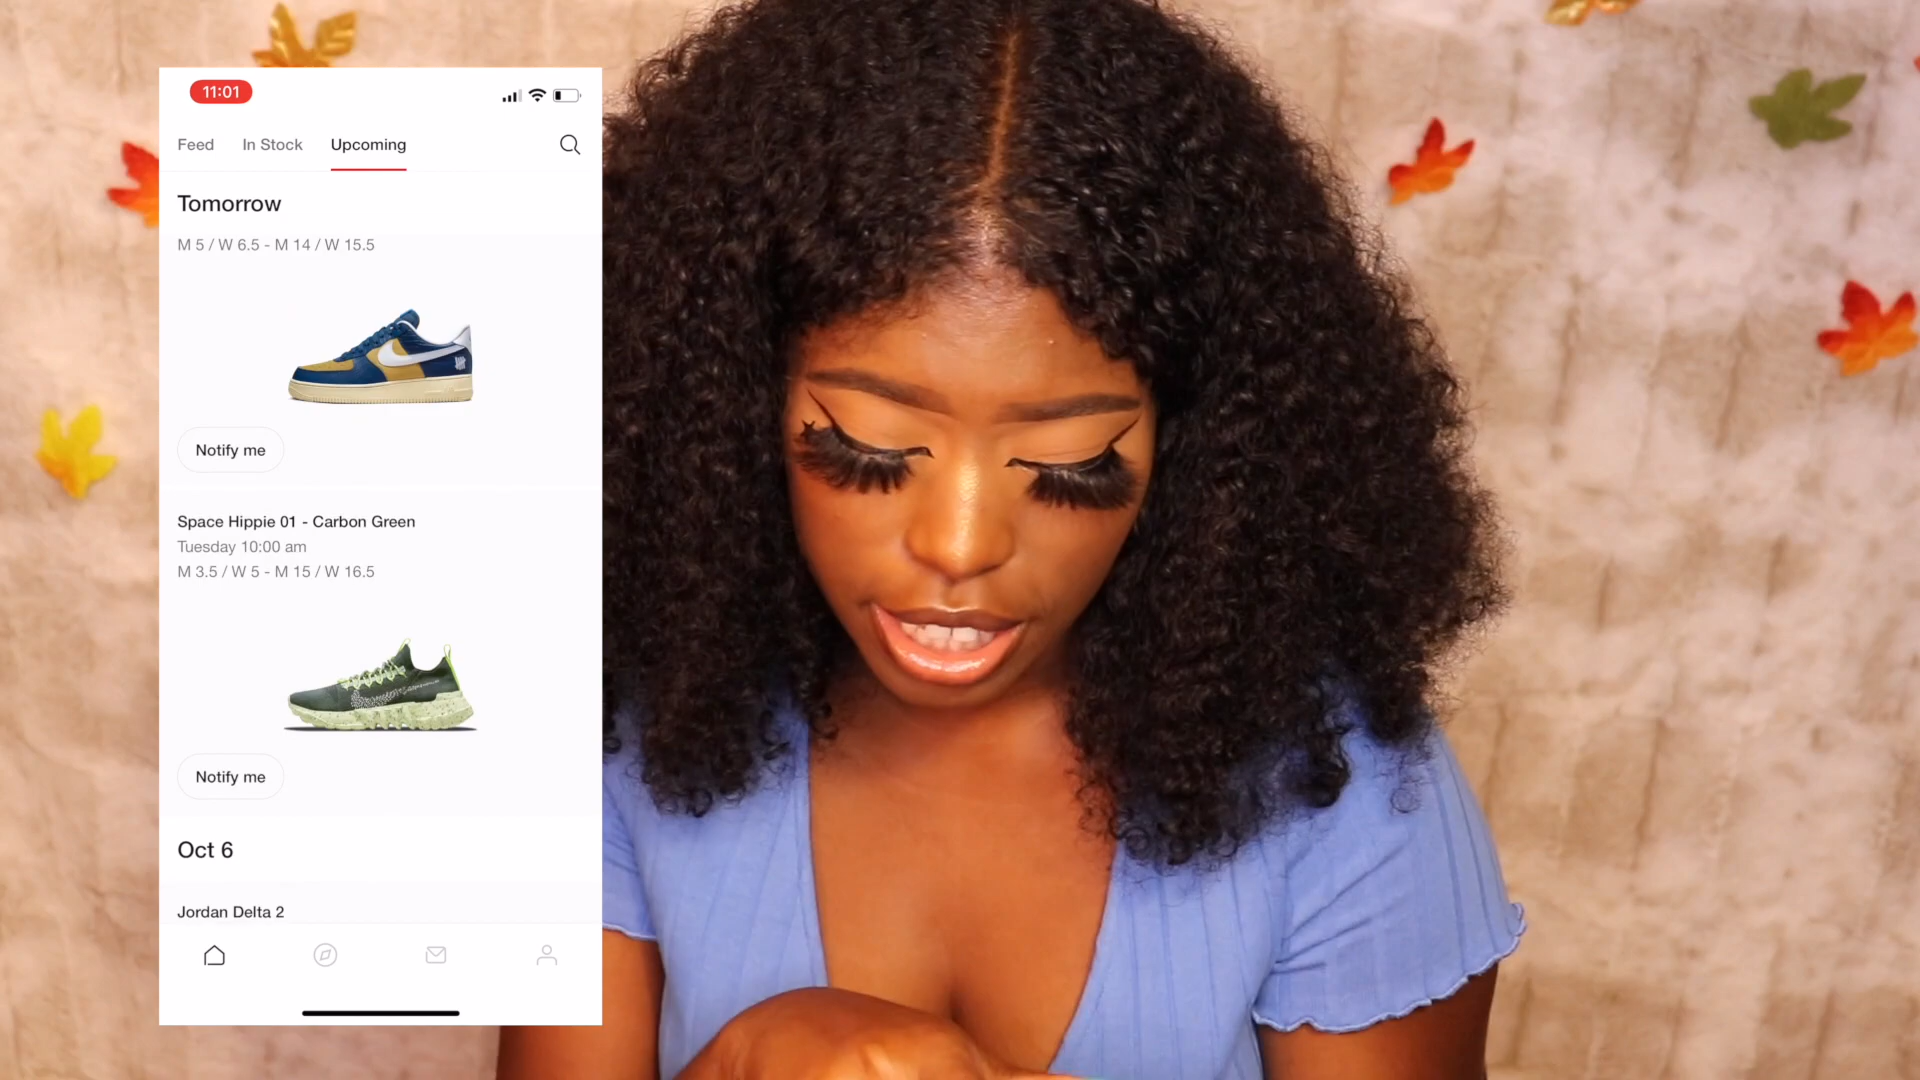 11:01
Feed In Stock Upcoming
Tomorrow
M 5 / W 6.5 - M 14 / W 15.5
Notify me
Space Hippie 01 - Carbon Green
Tuesday 10:00 am
M 3.5 / W 5 - M 15 / W 16.5
Notify me
Oct 6
Jordan Delta 2